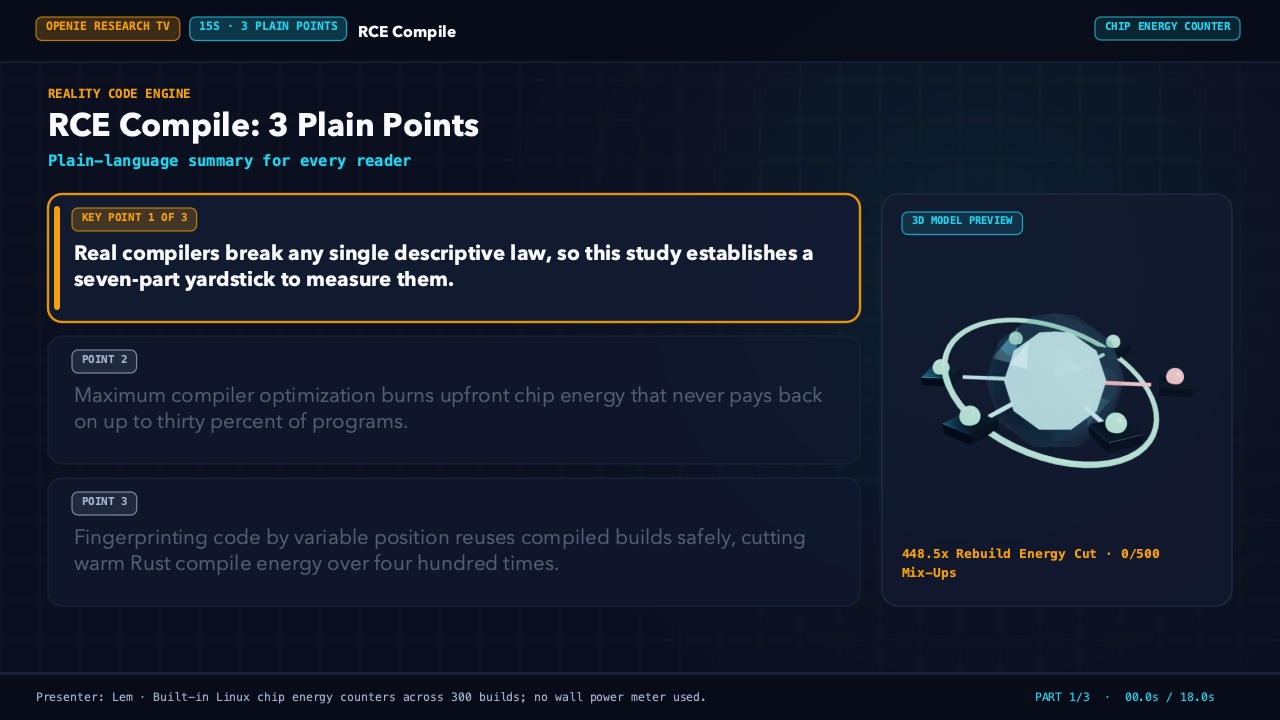 OPENIE RESEARCH TV
15S · 3 PLAIN POINTS
RCE Compile
CHIP ENERGY COUNTER
REALITY CODE ENGINE
RCE Compile: 3 Plain Points
Plain–language summary for every reader
KEY POINT 1 OF 3
Real compilers break any single descriptive law, so this study establishes a
seven-part yardstick to measure them.
POINT 2
Maximum compiler optimization burns upfront chip energy that never pays back
on up to thirty percent of programs.
POINT 3
Fingerprinting code by variable position reuses compiled builds safely, cutting
warm Rust compile energy over four hundred times.
3D MODEL PREVIEW
448.5x Rebuild Energy Cut · 0/500
Mix–Ups
Presenter: Lem · Built–in Linux chip energy counters across 300 builds; no wall power meter used.
PART 1/3 · 00.0s / 18.0s